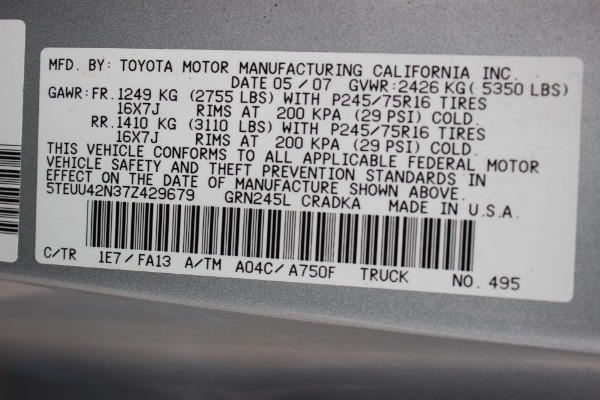 MFD. BY: TOYOTA MOTOR MANUFACTURING CALIFORNIA INC.
DATE 05/07 GVWR:2426 KG(5350 LBS)
GAWR:FR.1249 KG (2755 LBS) WITH P245/75R16 TIRES
16X7J RIMS AT 200 KPA (29 PSI) COLD.
RR.1410 KG (3110 LBS) WITH P245/75R16 TIRES
16X7J RIMS AT 200 KPA (29 PSI) COLD.
THIS VEHICLE CONFORMS TO ALL APPLICABLE FEDERAL MOTOR
VEHICLE SAFETY AND THEFT PREVENTION STANDARDS IN
EFFECT ON THE DATE OF MANUFACTURE SHOWN ABOVE.
5TEUU42N37Z429679 GRN245L CRADKA MADE IN U.S.A.
C/TR 1E7/FA13 A/TM A04C/A750F TRUCK NO. 495